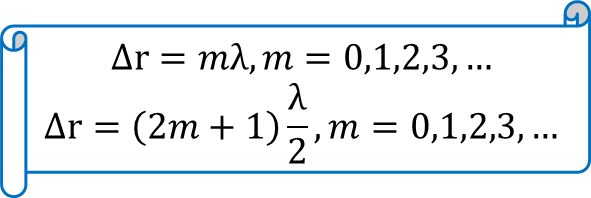 Δr = mλ, m = 0,1,2,3, …
Δr = (2m + 1) λ/2, m = 0,1,2,3, …